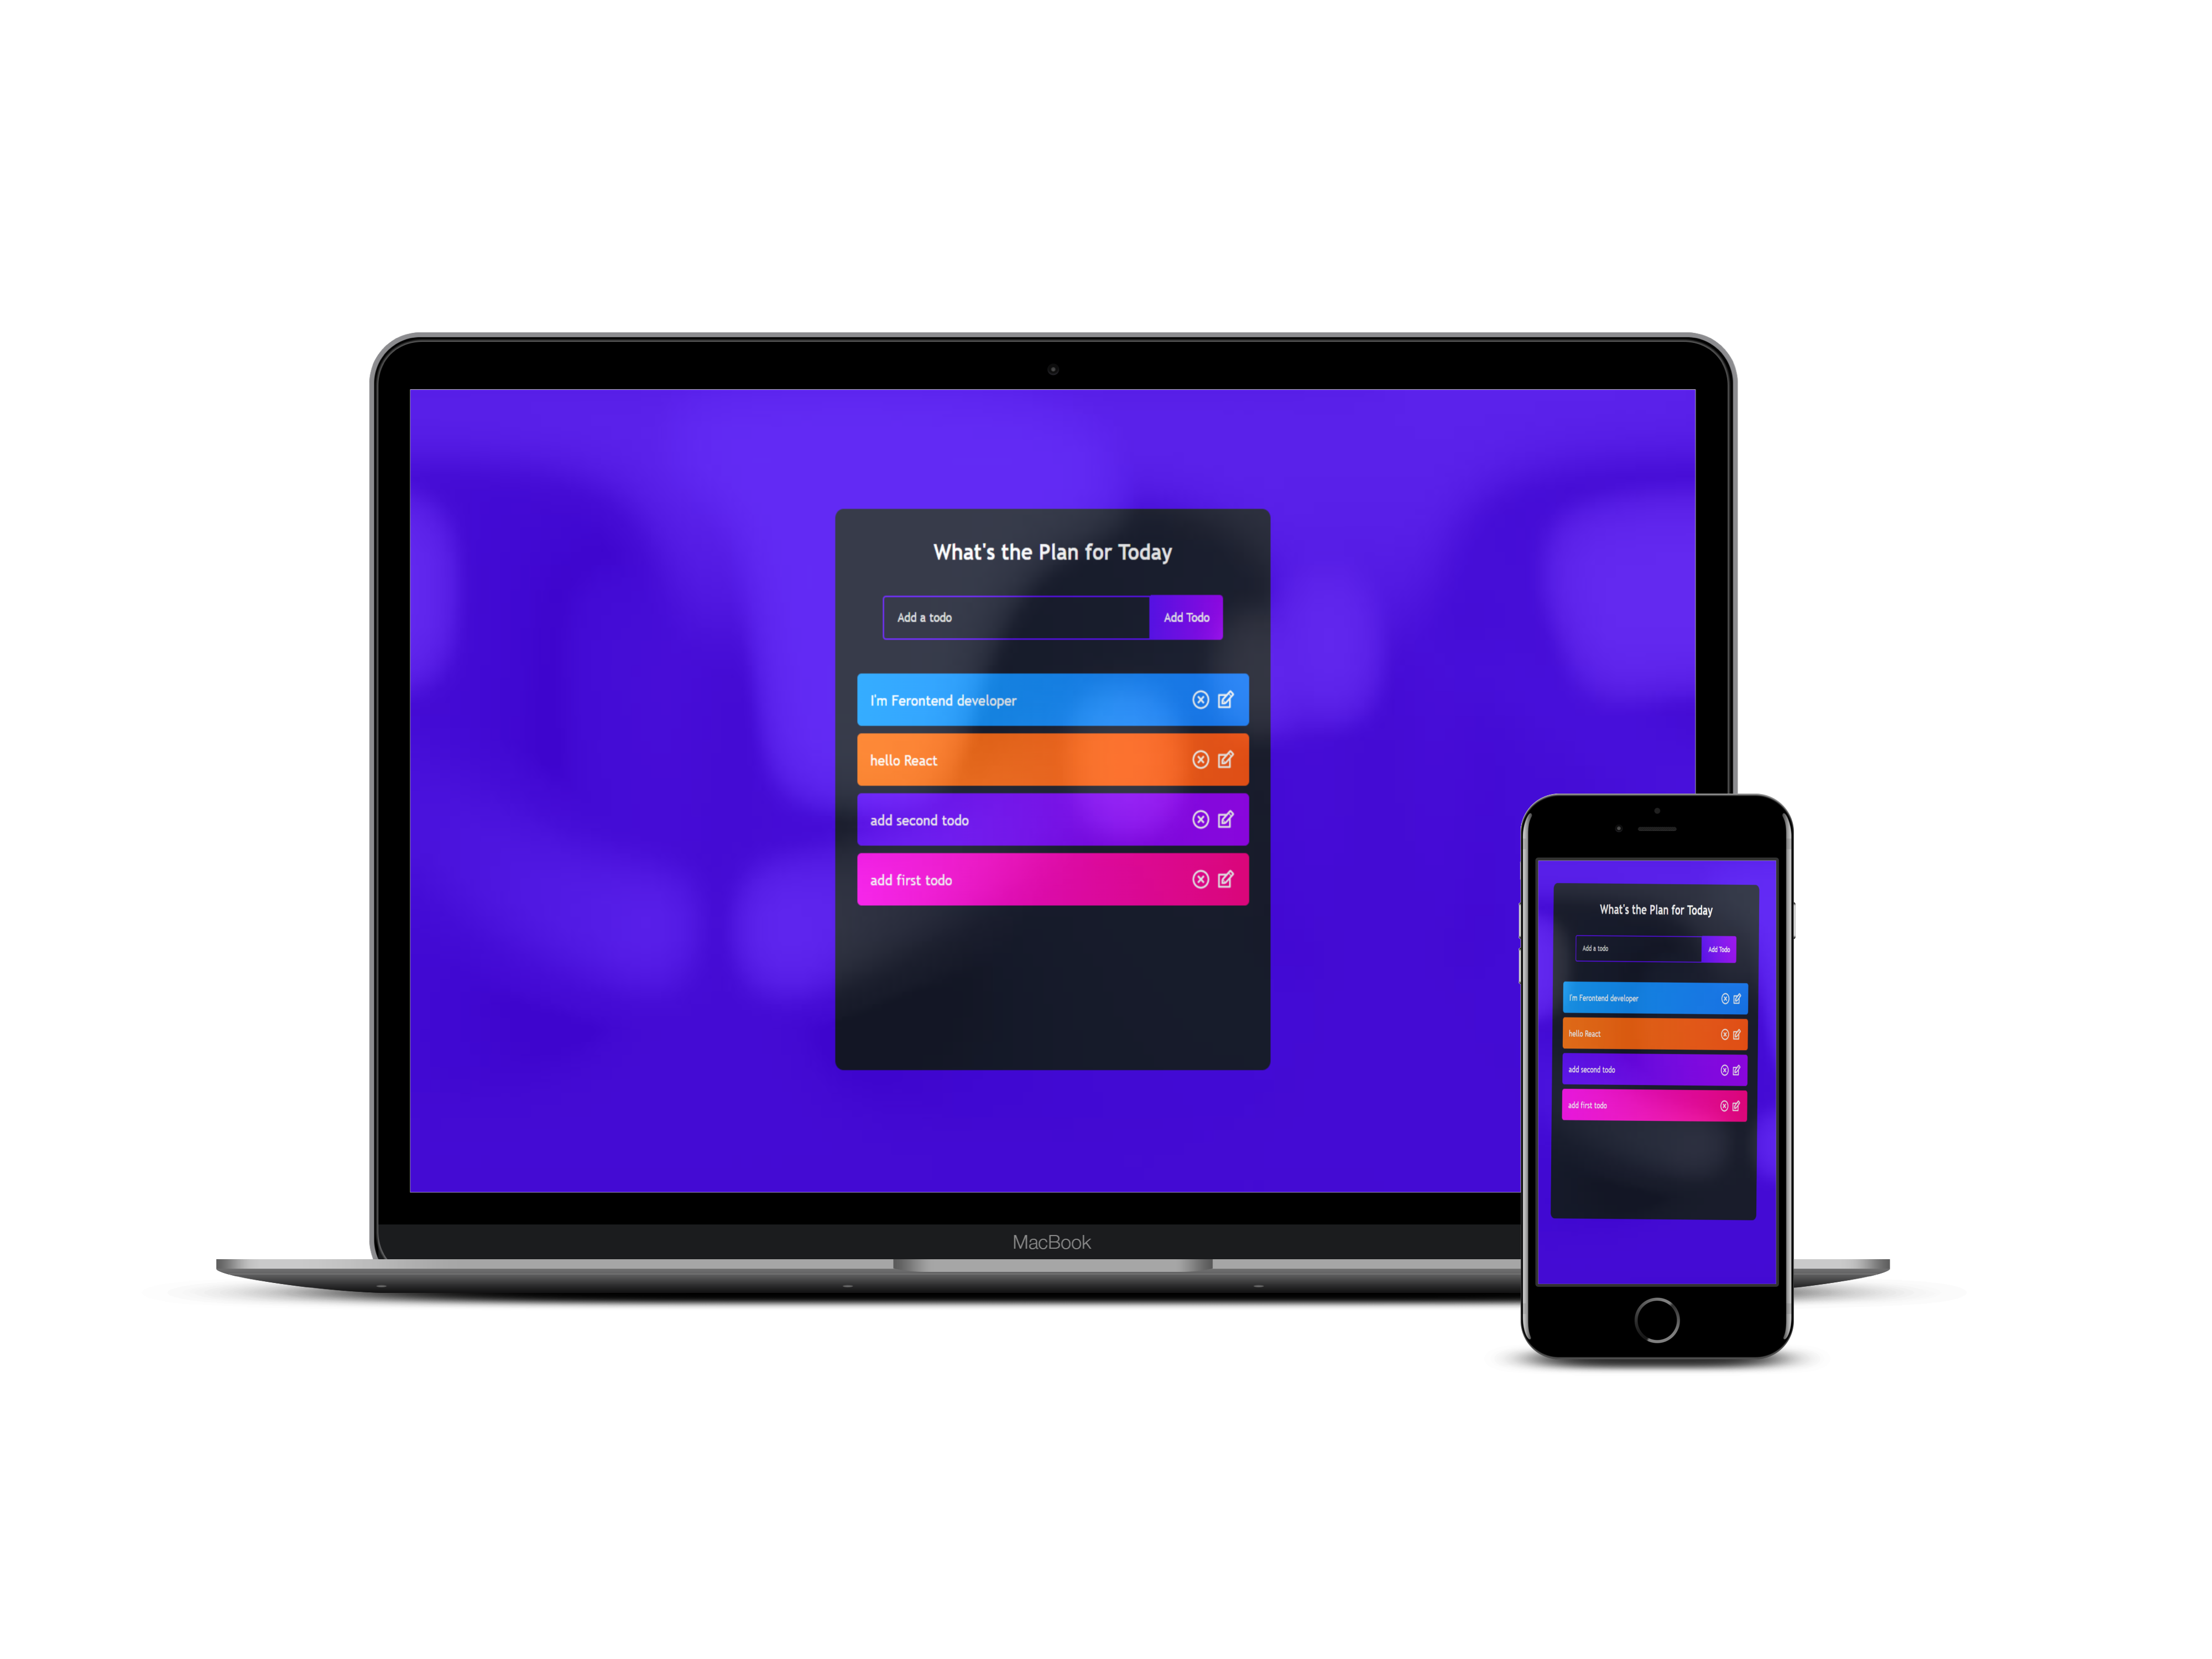 What's the Plan for Today
Add a todo
Add Todo
I'm Ferontend developer
hello React
add second todo
add first todo
MacBook
What's the Plan for Today
Add a todo
Add Todo
I'm Ferontend developer
hello React
add second todo
add first todo